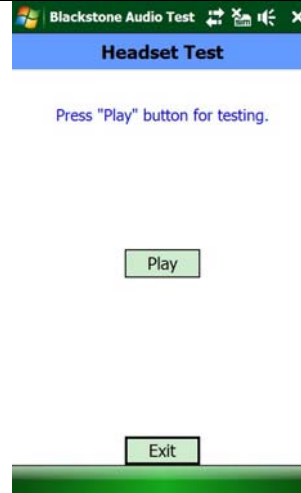 Blackstone Audio Test
Headset Test
Press "Play" button for testing.
Play
Exit